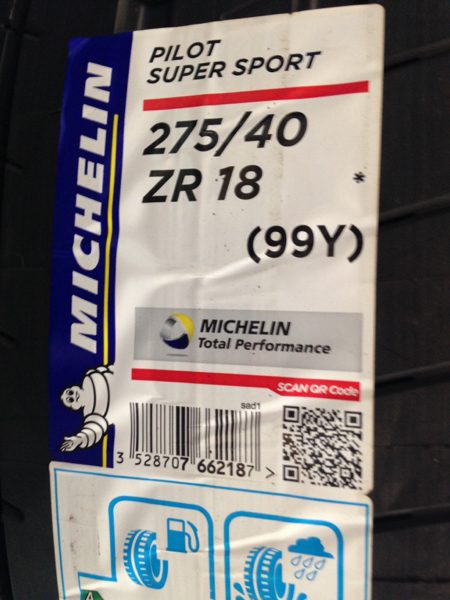 MICHELIN
PILOT
SUPER SPORT
275/40
ZR 18 *
(99Y)
MICHELIN
Total Performance
SCAN QR Code
sad1
3 528707 662187 >
A